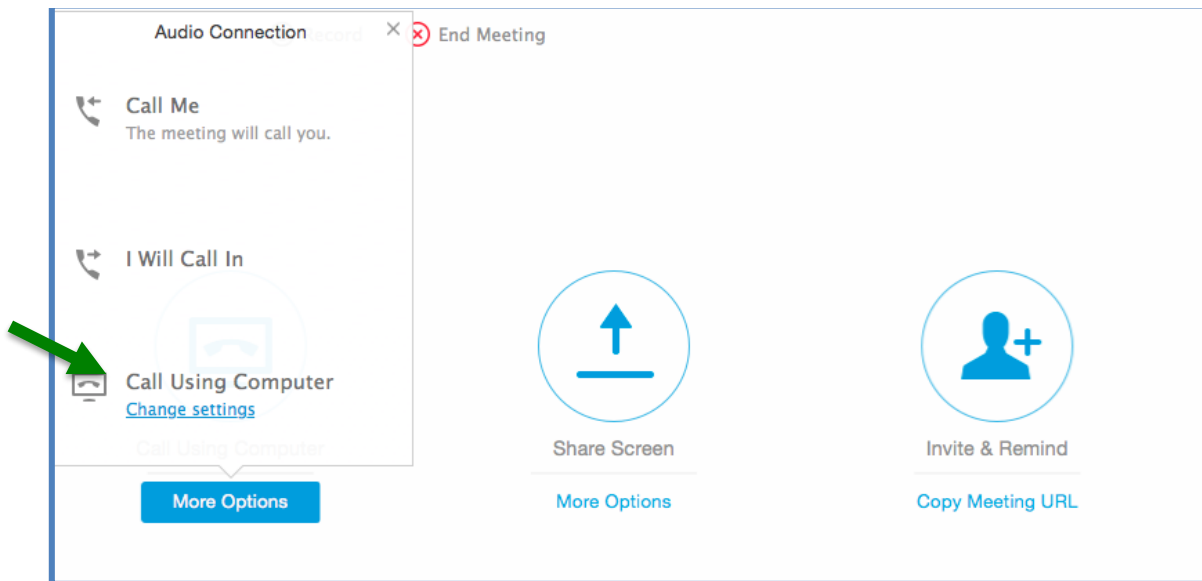 Audio Connection
Record
End Meeting
Call Me
The meeting will call you.
I Will Call In
Call Using Computer
Change settings
Call Using Computer
Share Screen
Invite & Remind
More Options
More Options
Copy Meeting URL